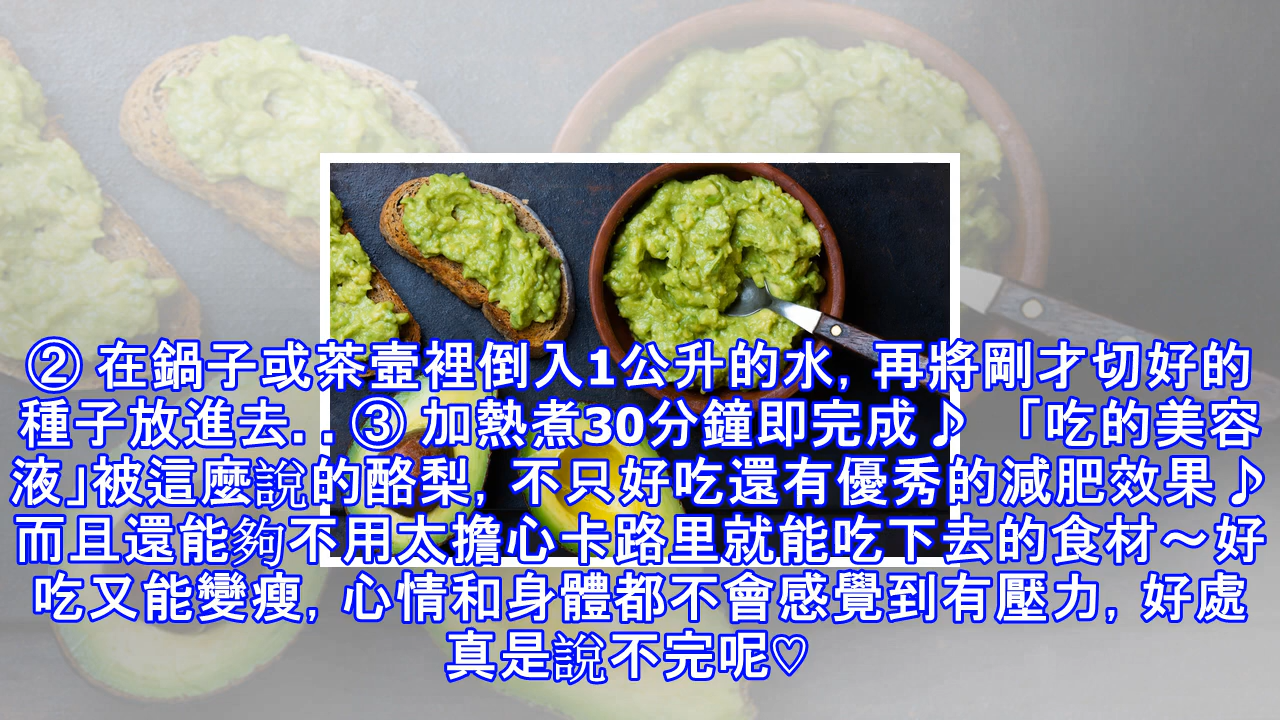 ② 在鍋子或茶壺裡倒入1公升的水, 再將剛才切好的
種子放進去. . ③ 加熱煮30分鐘即完成♪ 「吃的美容
液」被這麼說的酪梨, 不只好吃還有優秀的減肥效果♪
而且還能夠不用太擔心卡路里就能吃下去的食材～好
吃又能變瘦, 心情和身體都不會感覺到有壓力, 好處
真是說不完呢♡